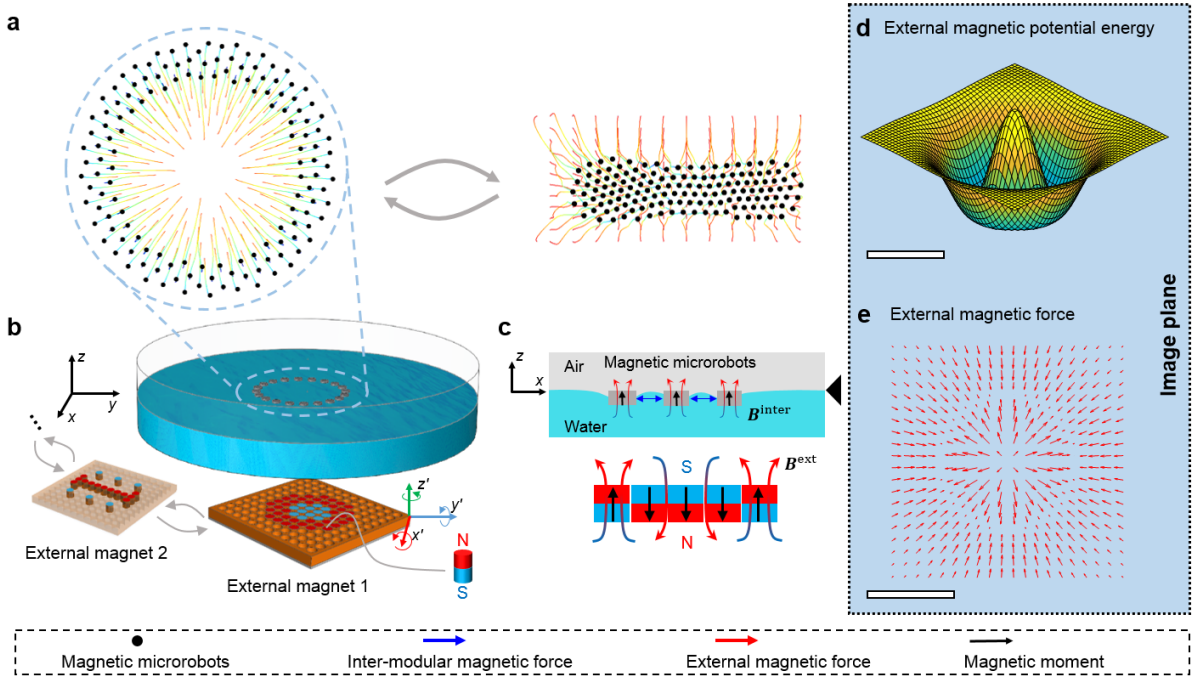 a
d External magnetic potential energy
b
z
y
x
External magnet 2
External magnet 1
z'
y'
x'
N
S
c
z
x
Air
Magnetic microrobots
B^inter
Water
S
B^ext
N
e External magnetic force
Image plane
Magnetic microrobots
Inter-modular magnetic force
External magnetic force
Magnetic moment